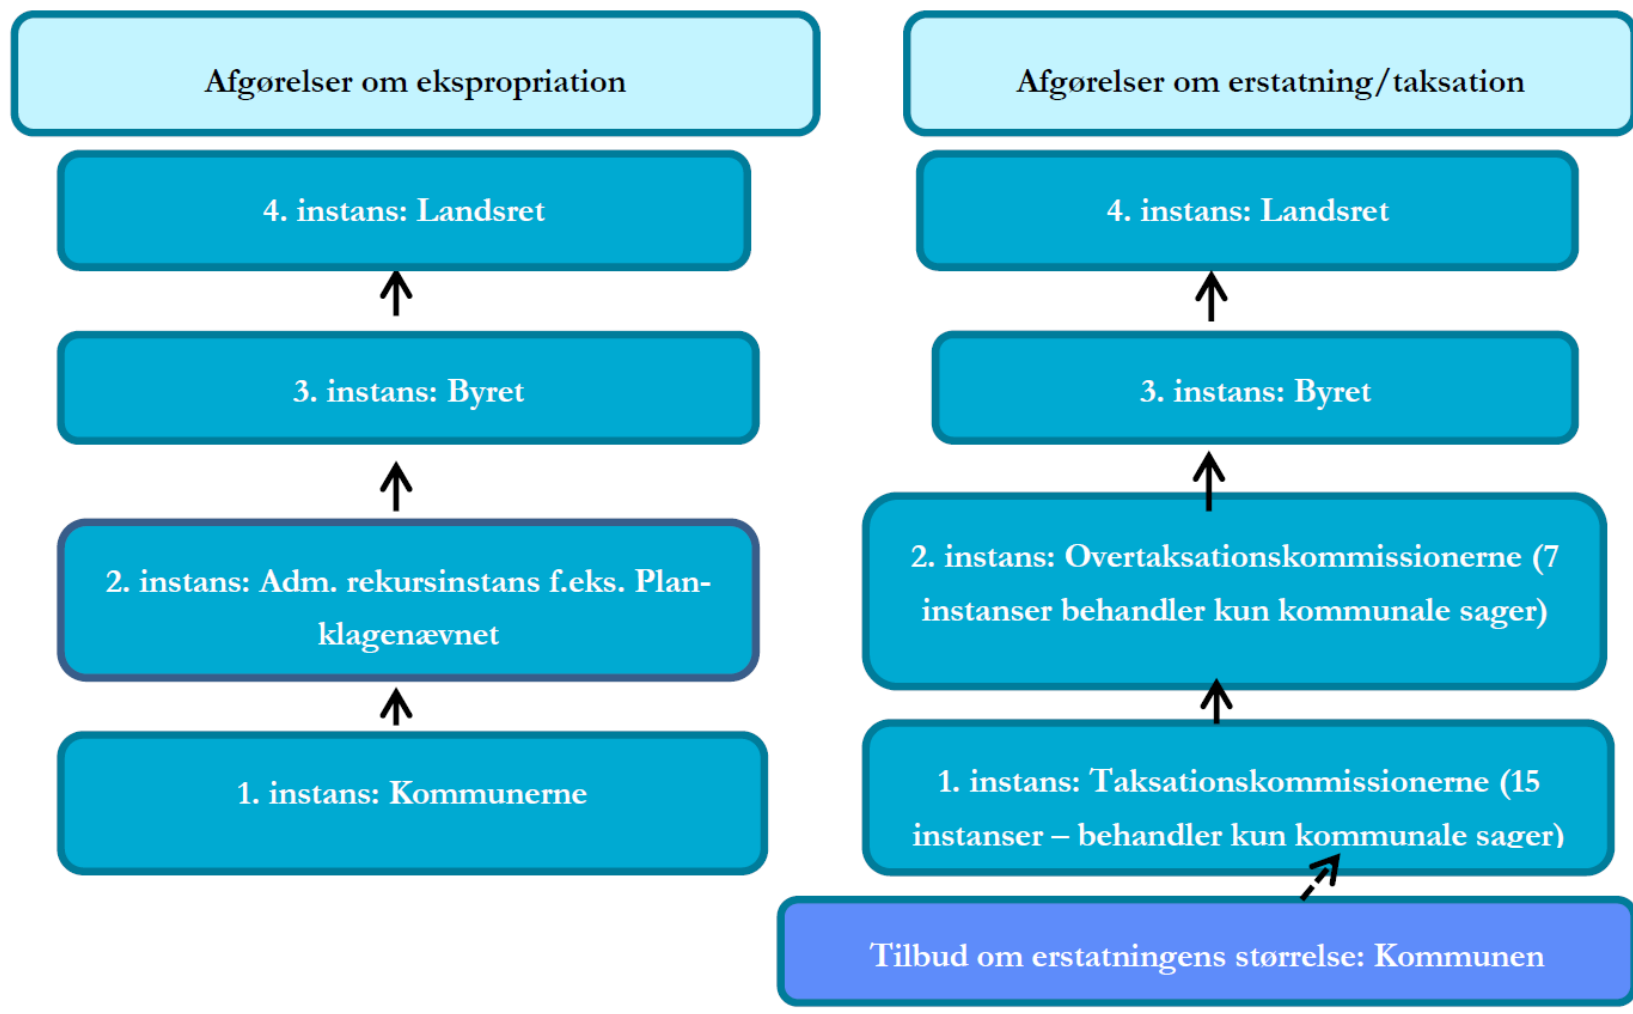 Afgørelser om ekspropriation
4. instans: Landsret
3. instans: Byret
2. instans: Adm. rekursinstans f.eks. Plan-
klagenævnet
1. instans: Kommunerne
Afgørelser om erstatning/taksation
4. instans: Landsret
3. instans: Byret
2. instans: Overtaksationskommissionerne (7
instanser behandler kun kommunale sager)
1. instans: Taksationskommissionerne (15
instanser – behandler kun kommunale sager)
Tilbud om erstatningens størrelse: Kommunen